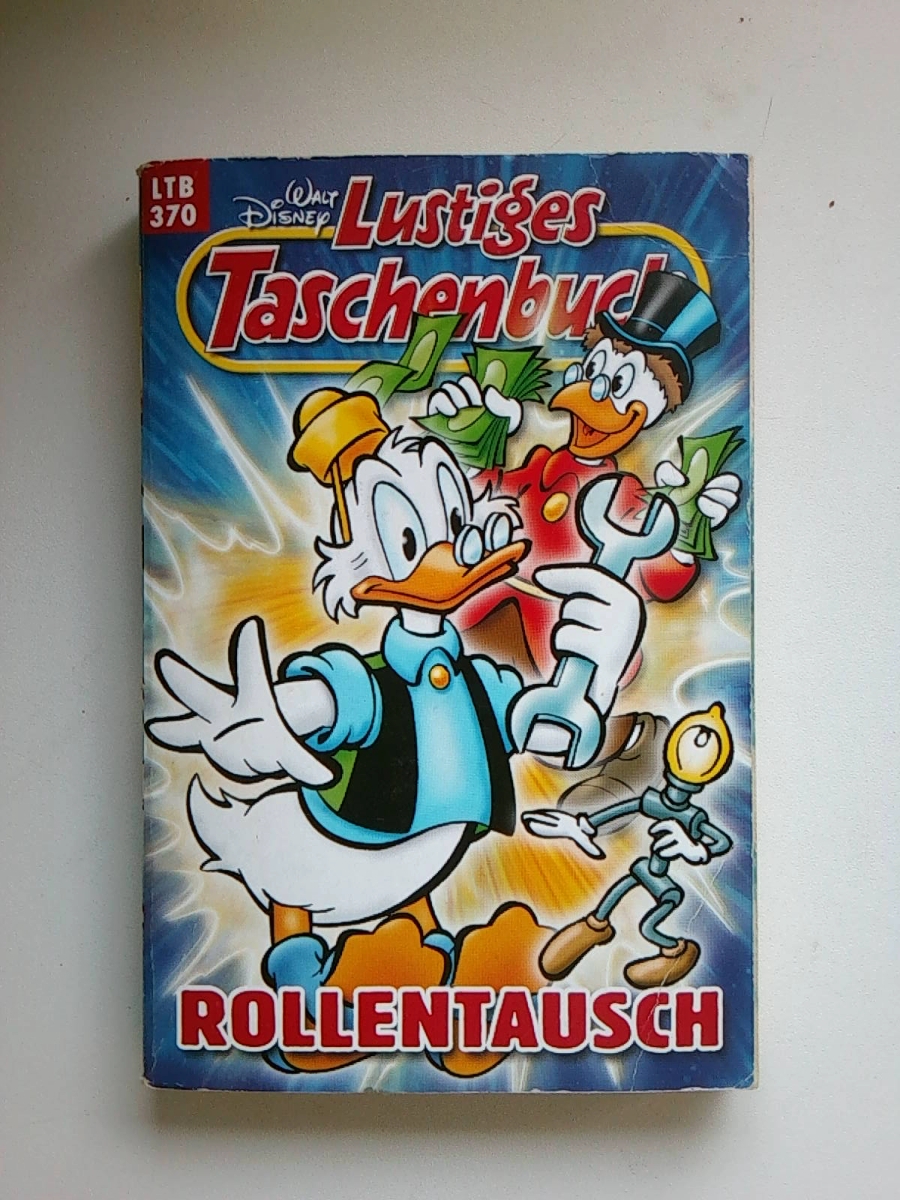 LTB
370
WALT
DISNEY
Lustiges
Taschenbuch
ROLLENTAUSCH